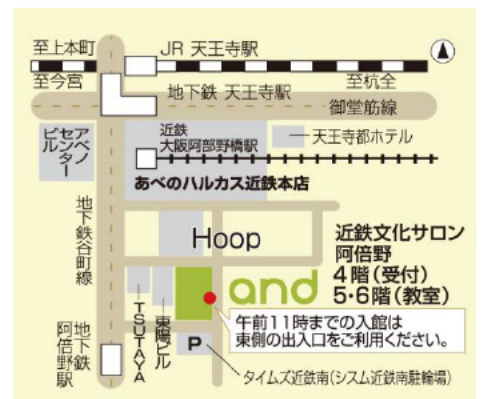 至上本町
JR 天王寺駅
至今宮
地下鉄 天王寺駅
至杭全
御堂筋線
アベノ
センター
ビル
近鉄
大阪阿部野橋駅
天王寺都ホテル
あべのハルカス近鉄本店
地下鉄谷町線
Hoop
近鉄文化サロン
阿倍野
4階(受付)
5・6階(教室)
and
TSUTAYA
東陽ビル
午前11時までの入館は
東側の出入口をご利用ください。
地下鉄
阿倍野駅
P
タイムズ近鉄南(シスム近鉄南駐輪場)